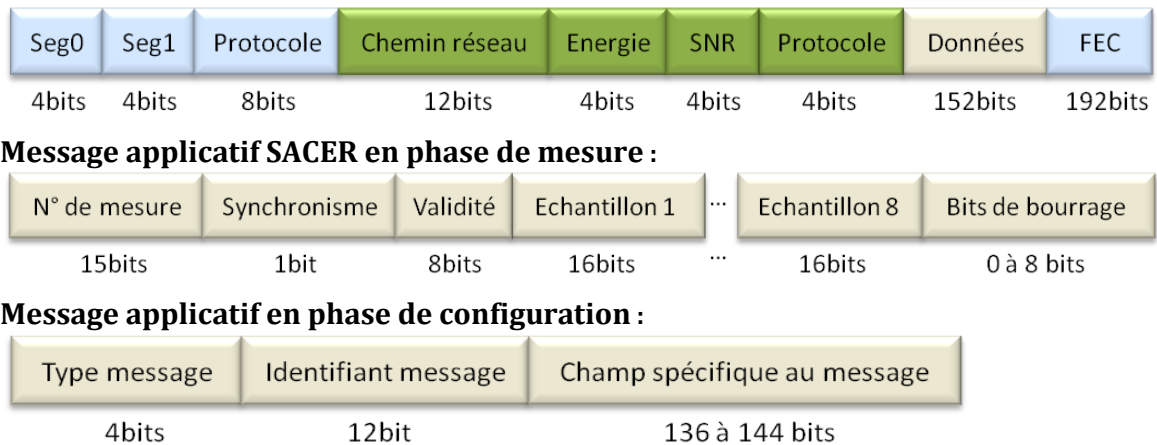 Seg0 Seg1 Protocole Chemin réseau Energie SNR Protocole Données FEC
4bits 4bits 8bits 12bits 4bits 4bits 4bits 152bits 192bits
Message applicatif SACER en phase de mesure :
N° de mesure Synchronisme Validité Echantillon 1 ... Echantillon 8 Bits de bourrage
15bits 1bit 8bits 16bits ... 16bits 0 à 8 bits
Message applicatif en phase de configuration :
Type message Identifiant message Champ spécifique au message
4bits 12bit 136 à 144 bits